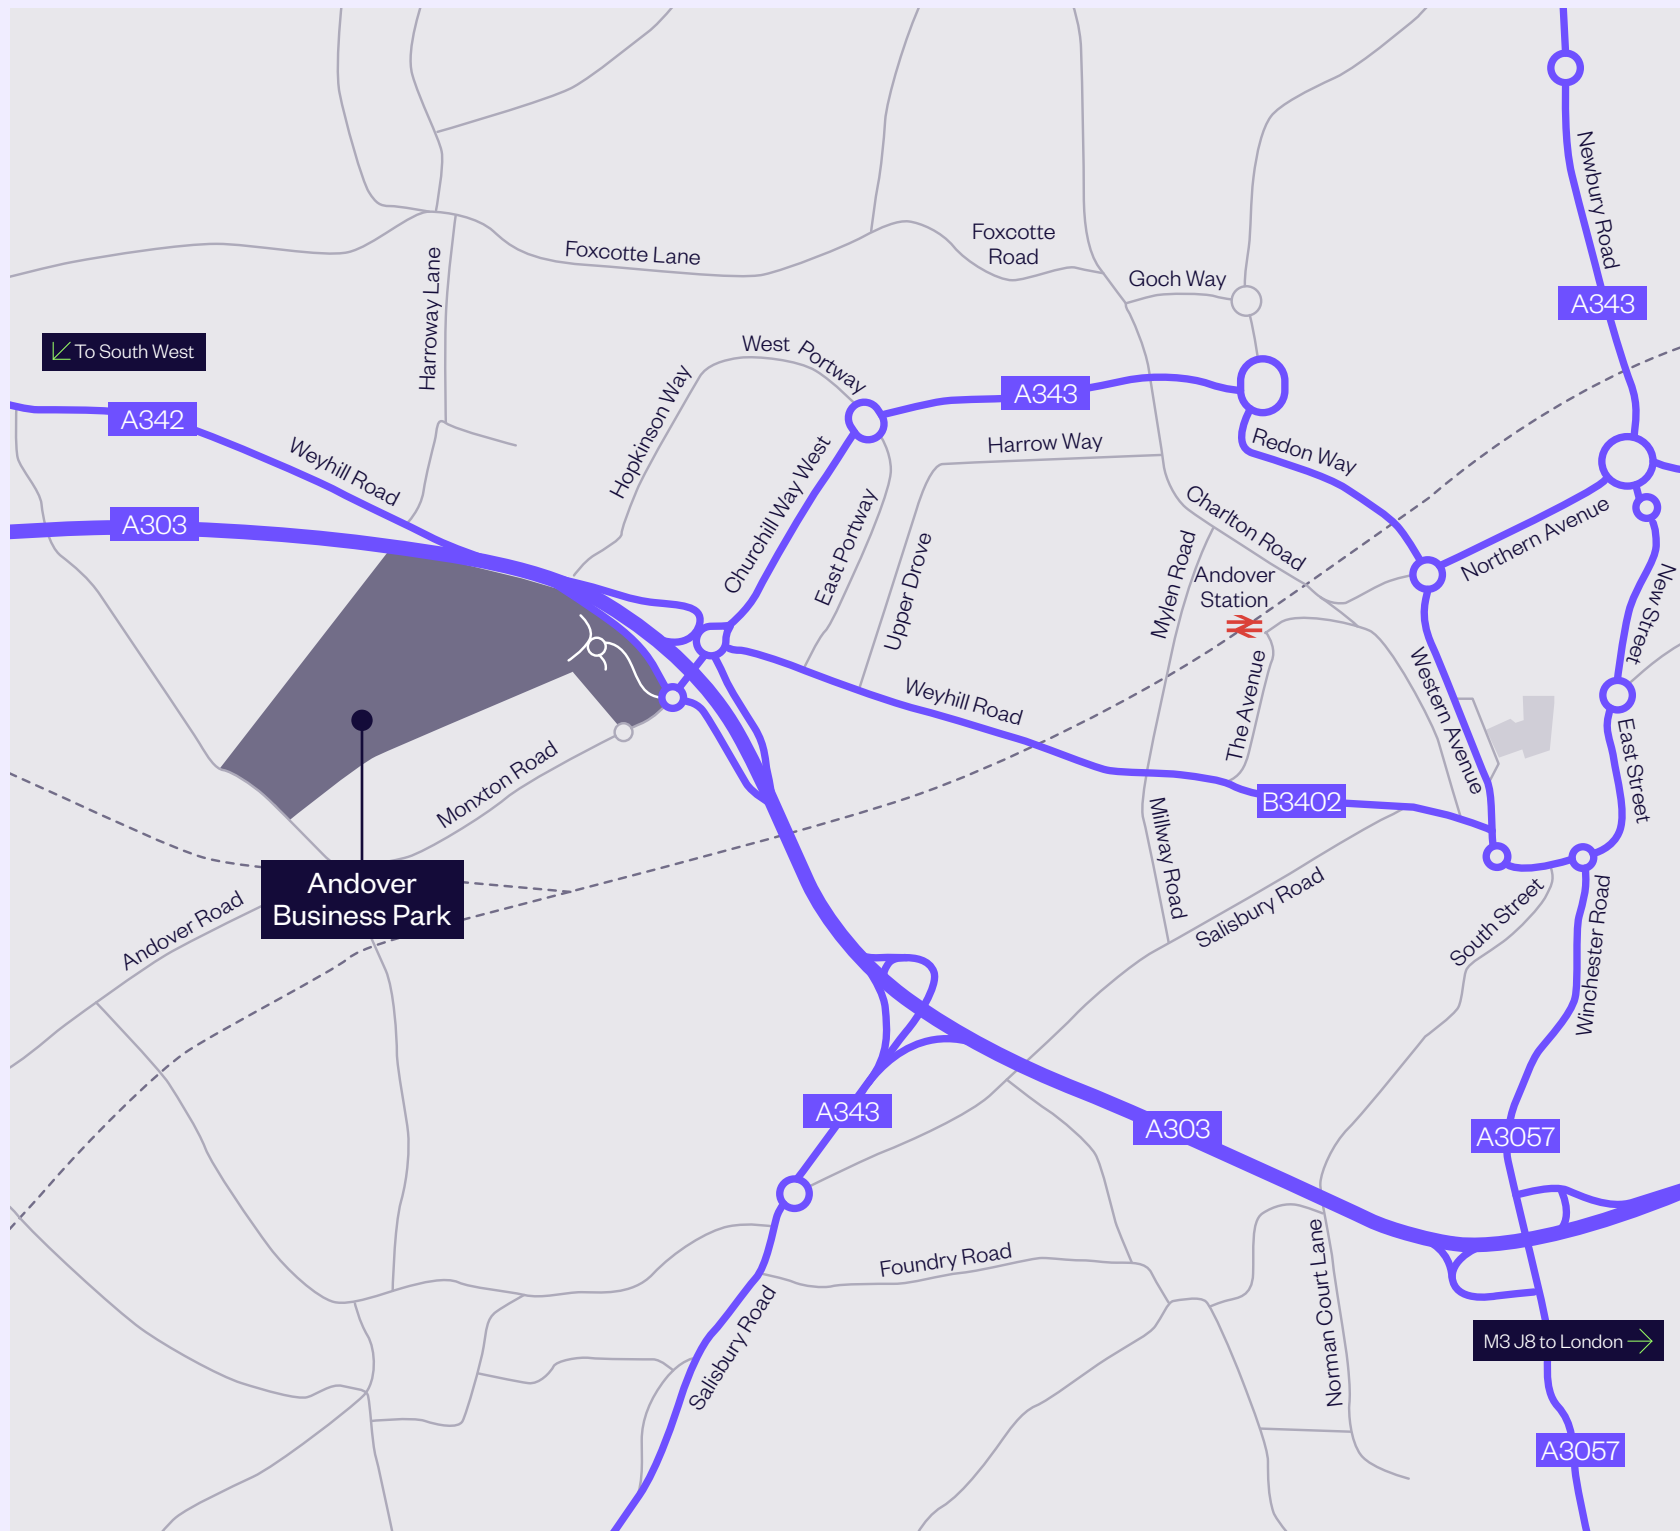 Newbury Road
A343
Foxcotte Lane
Foxcotte
Road
Goch Way
Harroway Lane
To South West
A342
Weyhill Road
A303
West Portway
Hopkinson Way
Churchill Way West
East Portway
A343
Harrow Way
Upper Drove
Redon Way
Charlton Road
Mylen Road
Andover
Station
Northern Avenue
New Street
Western Avenue
The Avenue
East Street
Weyhill Road
B3402
Monxton Road
Millway Road
Andover
Business Park
Andover Road
Salisbury Road
South Street
Winchester Road
A343
A303
A3057
Foundry Road
Salisbury Road
Norman Court Lane
M3 J8 to London
A3057